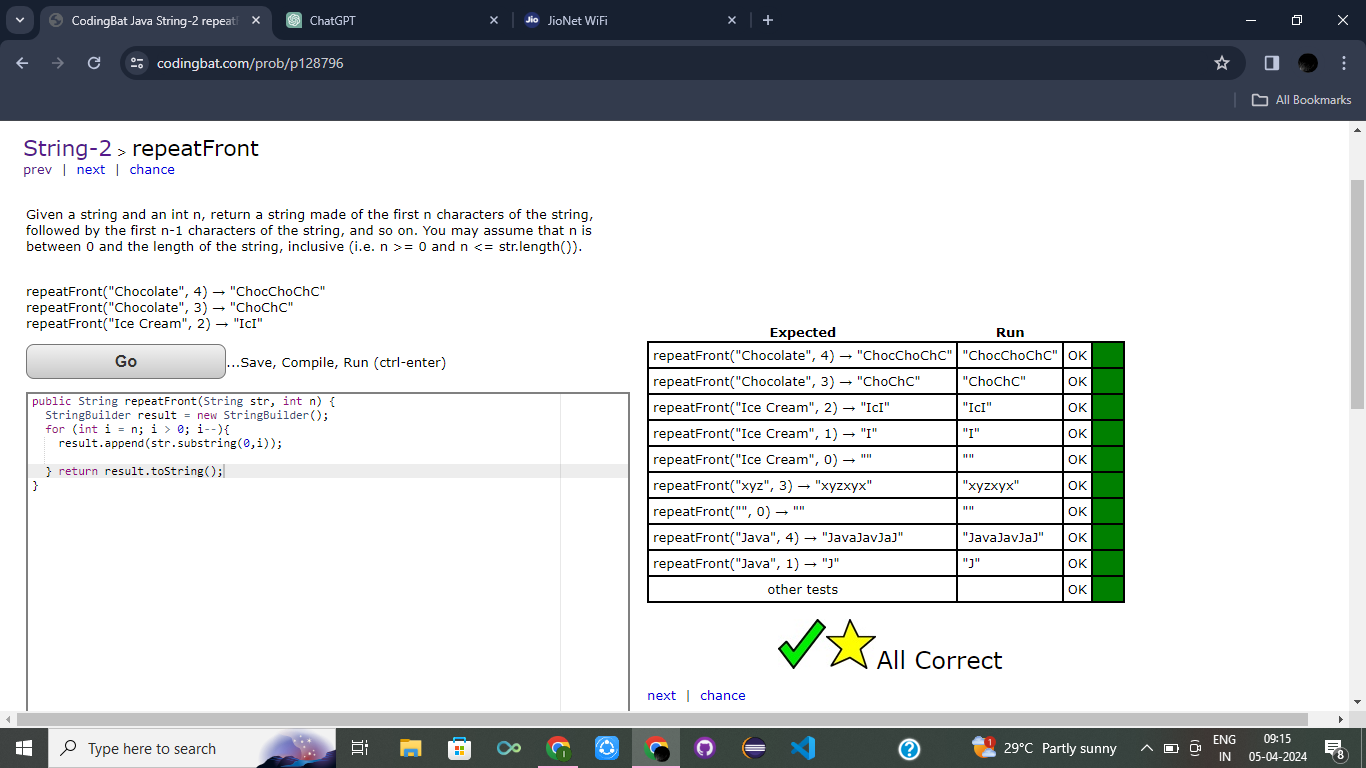 CodingBat Java String-2 repeatF
ChatGPT
Jio JioNet WiFi
codingbat.com/prob/p128796
All Bookmarks
String-2 > repeatFront
prev | next | chance
Given a string and an int n, return a string made of the first n characters of the string,
followed by the first n-1 characters of the string, and so on. You may assume that n is
between 0 and the length of the string, inclusive (i.e. n >= 0 and n <= str.length()).
repeatFront("Chocolate", 4) → "ChocChoChC"
repeatFront("Chocolate", 3) → "ChoChC"
repeatFront("Ice Cream", 2) → "IcI"
Go ...Save, Compile, Run (ctrl-enter)
public String repeatFront(String str, int n) {
StringBuilder result = new StringBuilder();
for (int i = n; i > 0; i--){
result.append(str.substring(0,i));
} return result.toString();
}
Expected Run
repeatFront("Chocolate", 4) → "ChocChoChC" "ChocChoChC" OK
repeatFront("Chocolate", 3) → "ChoChC" "ChoChC" OK
repeatFront("Ice Cream", 2) → "IcI" "IcI" OK
repeatFront("Ice Cream", 1) → "I" "I" OK
repeatFront("Ice Cream", 0) → "" "" OK
repeatFront("xyz", 3) → "xyzxyx" "xyzxyx" OK
repeatFront("", 0) → "" "" OK
repeatFront("Java", 4) → "JavaJavJaJ" "JavaJavJaJ" OK
repeatFront("Java", 1) → "J" "J" OK
other tests OK
All Correct
next | chance
Type here to search
1 29°C Partly sunny
ENG
IN
09:15
05-04-2024
8